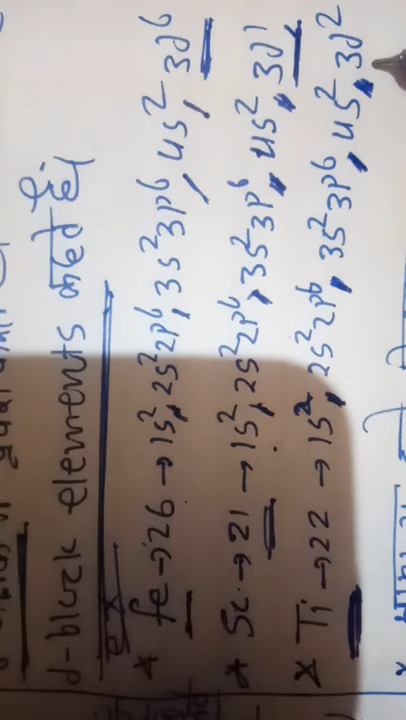 d-block elements कहते हैं।
ex
* Fe → 26 → 1s², 2s² 2p⁶, 3s² 3p⁶, 4s², 3d⁶
* Sc → 21 → 1s², 2s² 2p⁶, 3s² 3p⁶, 4s², 3d¹
* Ti → 22 → 1s², 2s² 2p⁶, 3s² 3p⁶, 4s², 3d²